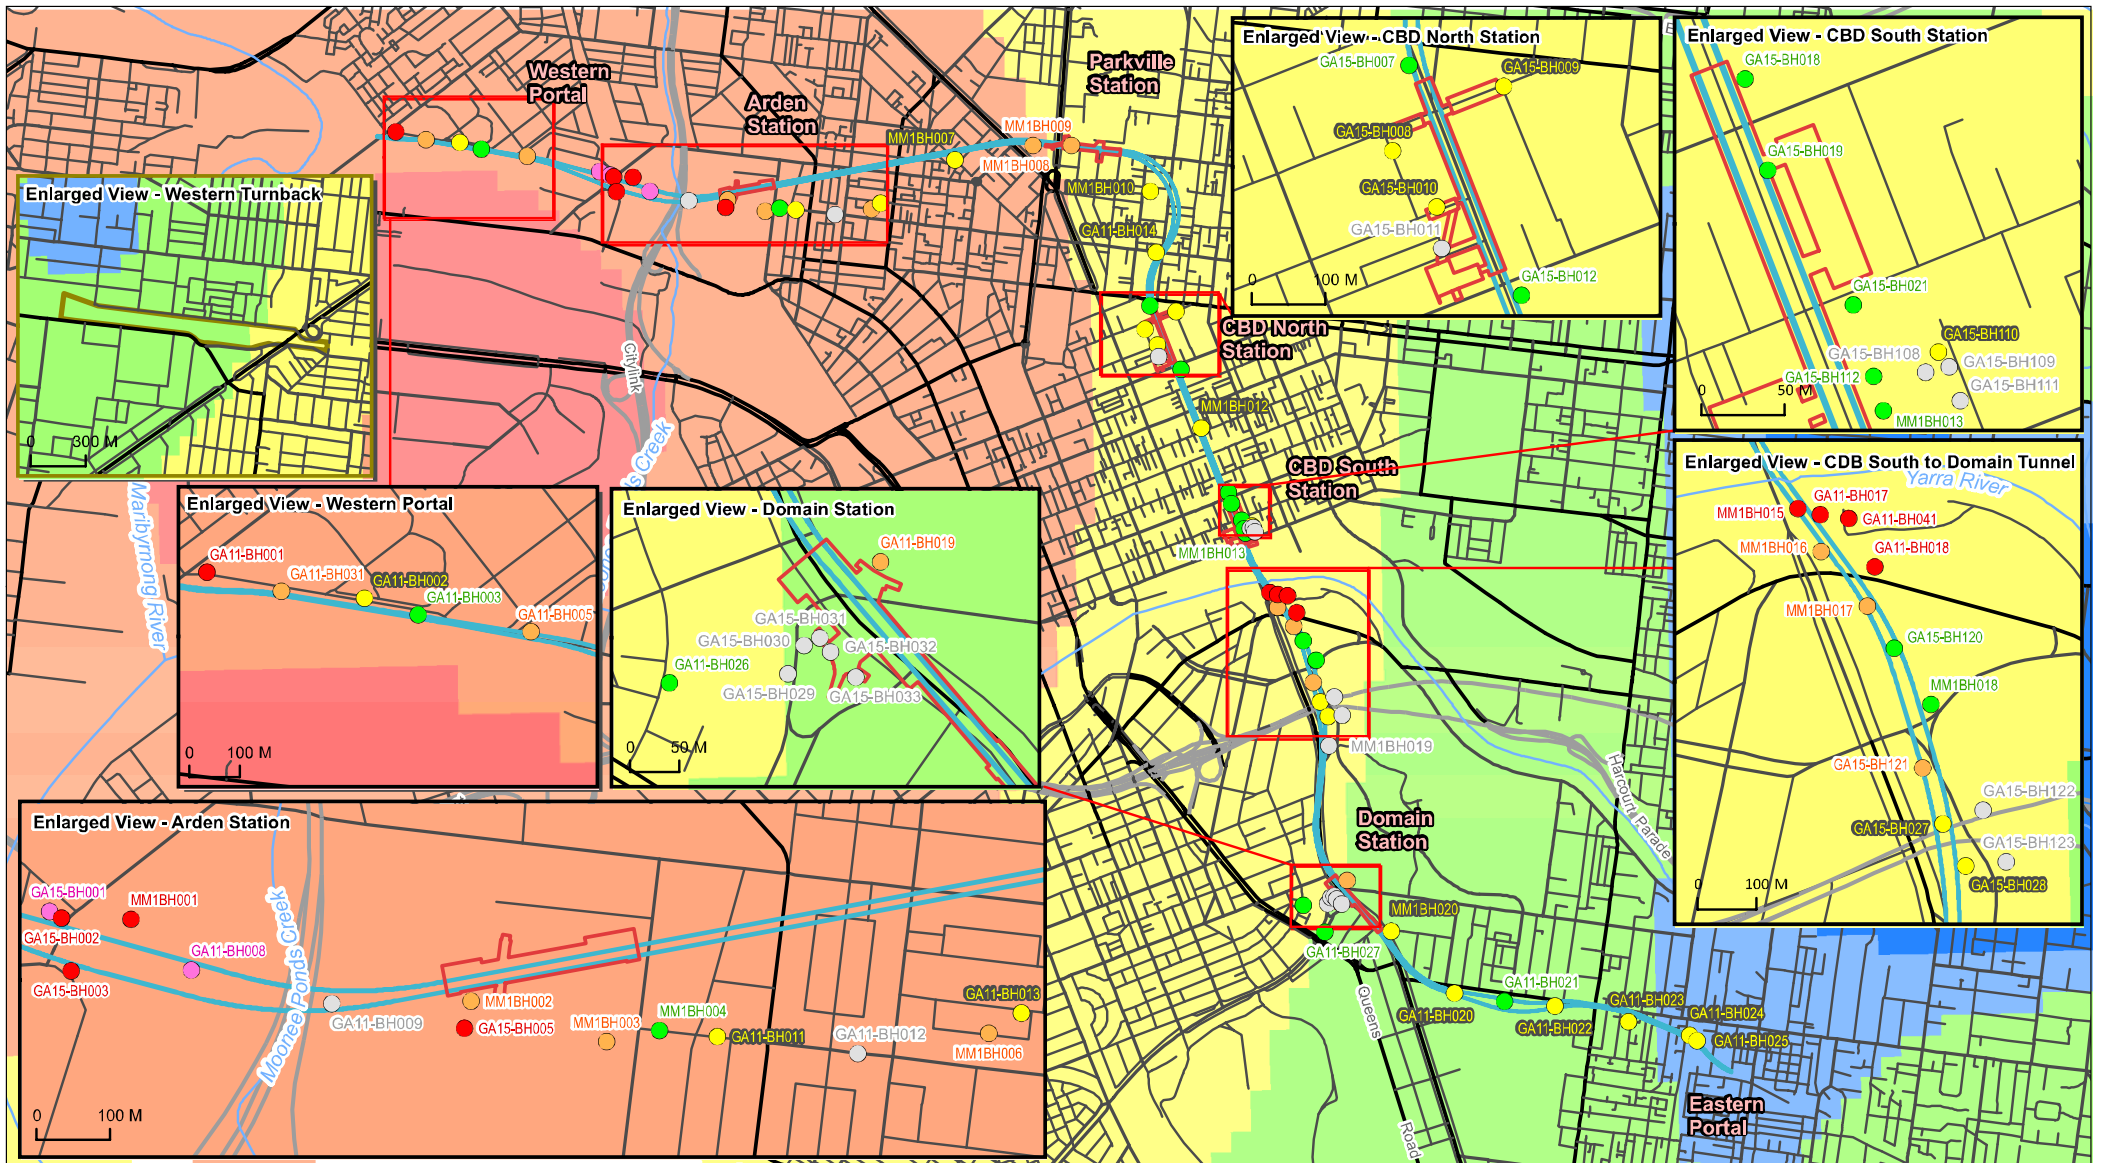 Western
Portal
Arden
Station
Parkville
Station
MM1BH007
MM1BH009
MM1BH008
MM1BH010
GA11-BH014
CBD North
Station
MM1BH012
CBD South
Station
MM1BH013
MM1BH019
Domain
Station
MM1BH020
GA11-BH027
GA11-BH021
GA11-BH020
GA11-BH022
GA11-BH023
GA11-BH024
GA11-BH025
Eastern
Portal
Citylink
Maribyrnong River
Harcourt Parade
Queens
Road
Enlarged View - Western Turnback
0 300 M
Enlarged View - Western Portal
GA11-BH001
GA11-BH031
GA11-BH002
GA11-BH003
GA11-BH005
0 100 M
Enlarged View - Domain Station
GA11-BH019
GA15-BH031
GA15-BH030
GA15-BH032
GA11-BH026
GA15-BH029
GA15-BH033
0 50 M
Enlarged View - Arden Station
GA15-BH001
MM1BH001
GA15-BH002
GA11-BH008
GA15-BH003
Moonee Ponds Creek
GA11-BH009
MM1BH002
GA15-BH005
MM1BH003
MM1BH004
GA11-BH011
GA11-BH012
GA11-BH013
MM1BH006
0 100 M
Enlarged View - CBD North Station
GA15-BH007
GA15-BH009
GA15-BH008
GA15-BH010
GA15-BH011
GA15-BH012
0 100 M
Enlarged View - CBD South Station
GA15-BH018
GA15-BH019
GA15-BH021
GA15-BH110
GA15-BH108
GA15-BH109
GA15-BH112
GA15-BH111
MM1BH013
0 50 M
Enlarged View - CDB South to Domain Tunnel
Yarra River
GA11-BH017
MM1BH015
GA11-BH041
MM1BH016
GA11-BH018
MM1BH017
GA15-BH120
MM1BH018
GA15-BH121
GA15-BH122
GA15-BH027
GA15-BH123
GA15-BH028
0 100 M